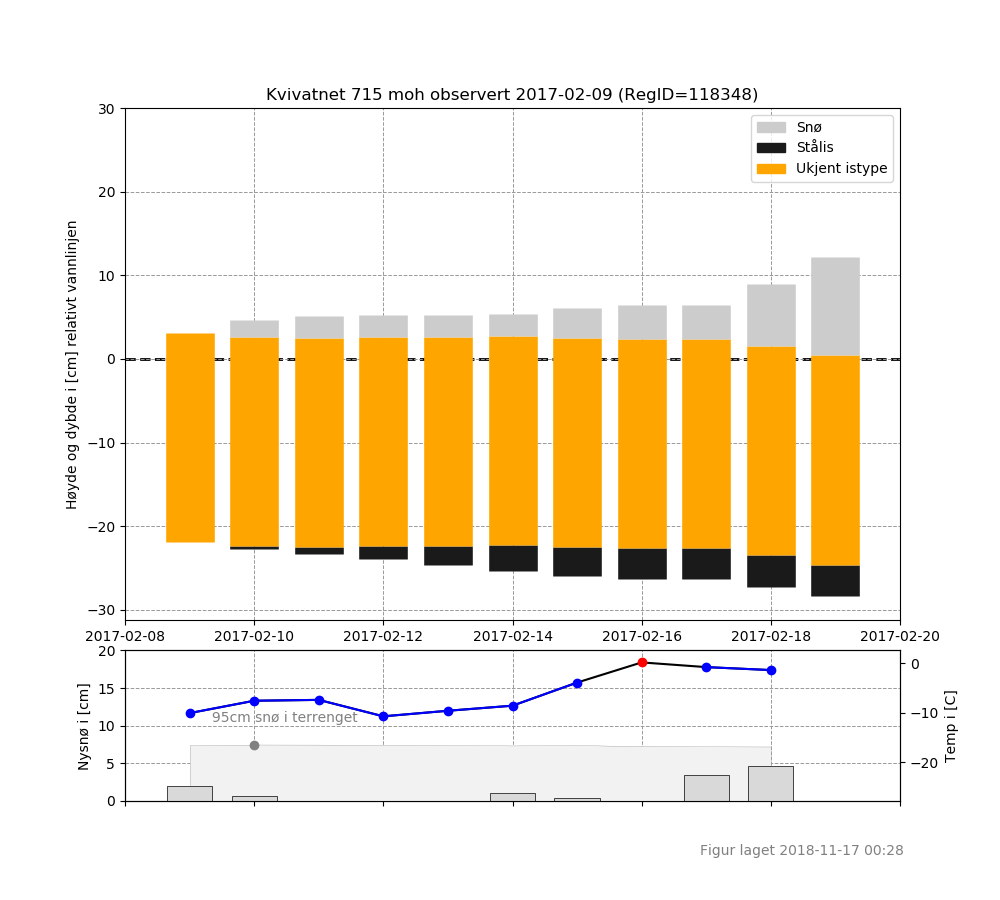 Kvivatnet 715 moh observert 2017-02-09 (RegID=118348)
Snø
Stålis
Ukjent istype
Høyde og dybde i [cm] relativt vannlinjen
30
20
10
0
−10
−20
−30
2017-02-08 2017-02-10 2017-02-12 2017-02-14 2017-02-16 2017-02-18 2017-02-20
Nysnø i [cm]
20
15
10
5
0
95cm snø i terrenget
0
−10
−20
Temp i [C]
Figur laget 2018-11-17 00:28